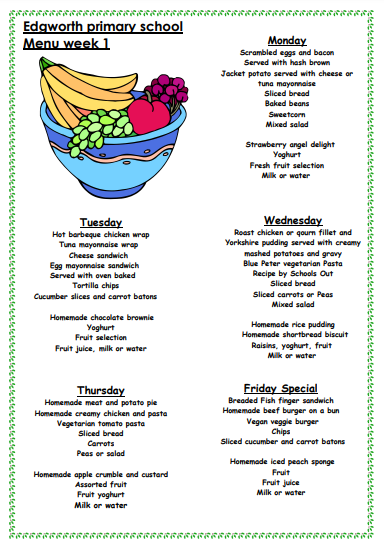 Edgworth primary school
Menu week 1
Monday
Scrambled eggs and bacon
Served with hash brown
Jacket potato served with cheese or
tuna mayonnaise
Sliced bread
Baked beans
Sweetcorn
Mixed salad
Strawberry angel delight
Yoghurt
Fresh fruit selection
Milk or water
Tuesday
Hot barbeque chicken wrap
Tuna mayonnaise wrap
Cheese sandwich
Egg mayonnaise sandwich
Served with oven baked
Tortilla chips
Cucumber slices and carrot batons
Homemade chocolate brownie
Yoghurt
Fruit selection
Fruit juice, milk or water
Wednesday
Roast chicken or qourn fillet and
Yorkshire pudding served with creamy
mashed potatoes and gravy
Blue Peter vegetarian Pasta
Recipe by Schools Out
Sliced bread
Sliced carrots or Peas
Mixed salad
Homemade rice pudding
Homemade shortbread biscuit
Raisins, yoghurt, fruit
Milk or water
Thursday
Homemade meat and potato pie
Homemade creamy chicken and pasta
Vegetarian tomato pasta
Sliced bread
Carrots
Peas or salad
Homemade apple crumble and custard
Assorted fruit
Fruit yoghurt
Milk or water
Friday Special
Breaded Fish finger sandwich
Homemade beef burger on a bun
Vegan veggie burger
Chips
Sliced cucumber and carrot batons
Homemade iced peach sponge
Fruit
Fruit juice
Milk or water